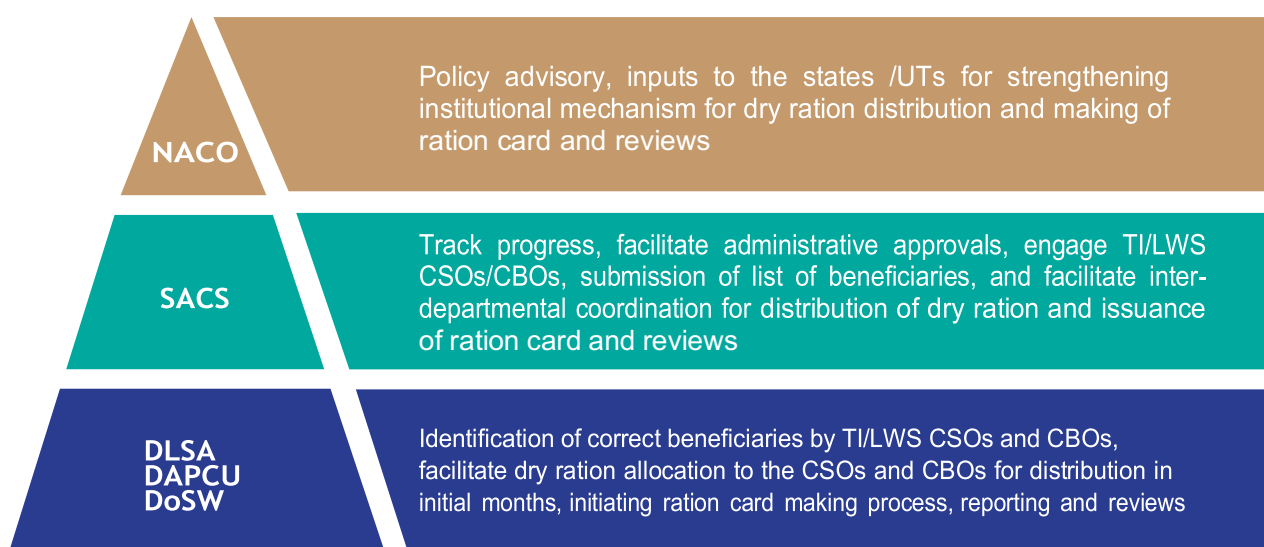 NACO
Policy advisory, inputs to the states /UTs for strengthening
institutional mechanism for dry ration distribution and making of
ration card and reviews
SACS
Track progress, facilitate administrative approvals, engage TI/LWS
CSOs/CBOs, submission of list of beneficiaries, and facilitate inter-
departmental coordination for distribution of dry ration and issuance
of ration card and reviews
DLSA
DAPCU
DoSW
Identification of correct beneficiaries by TI/LWS CSOs and CBOs,
facilitate dry ration allocation to the CSOs and CBOs for distribution in
initial months, initiating ration card making process, reporting and reviews